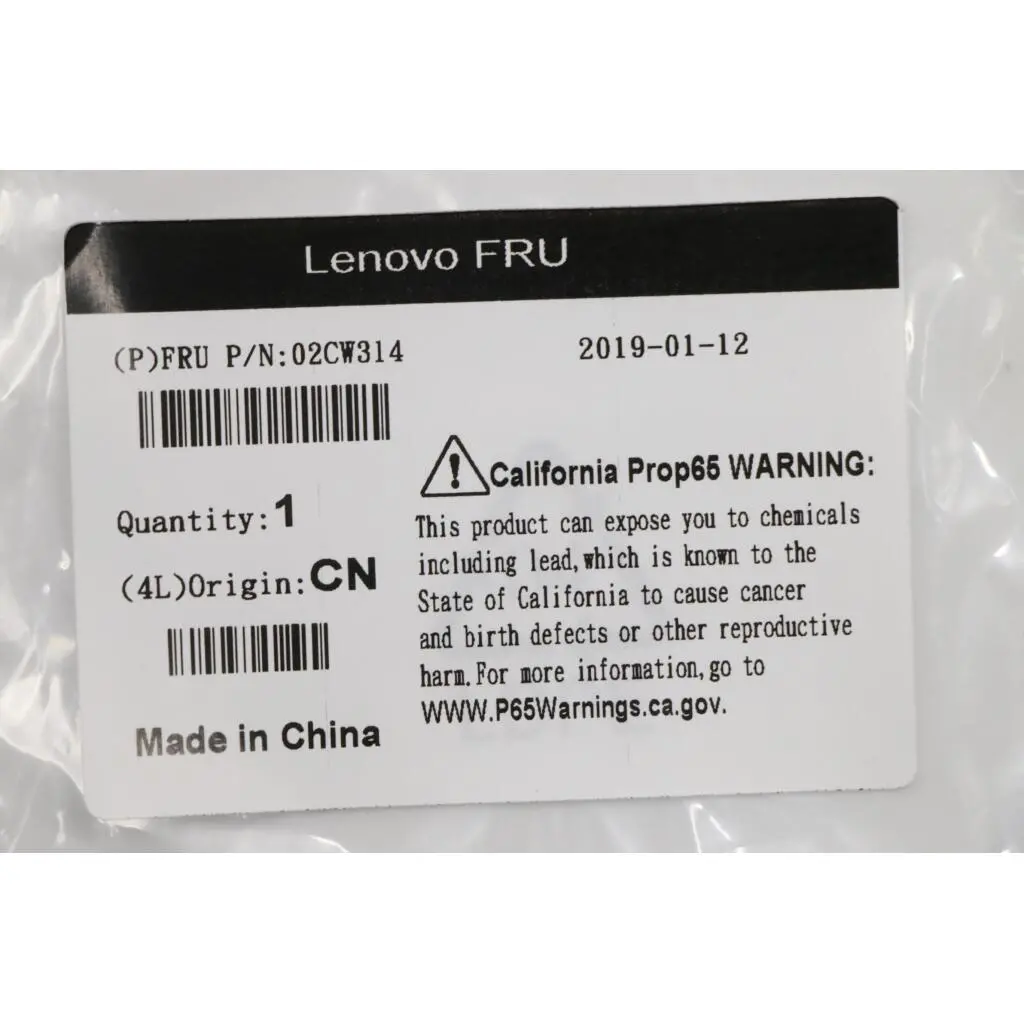 Lenovo FRU
(P)FRU P/N:02CW314
2019-01-12
Quantity:1
(4L)Origin:CN
Made in China
California Prop65 WARNING:
This product can expose you to chemicals
including lead,which is known to the
State of California to cause cancer
and birth defects or other reproductive
harm.For more information,go to
WWW.P65Warnings.ca.gov.